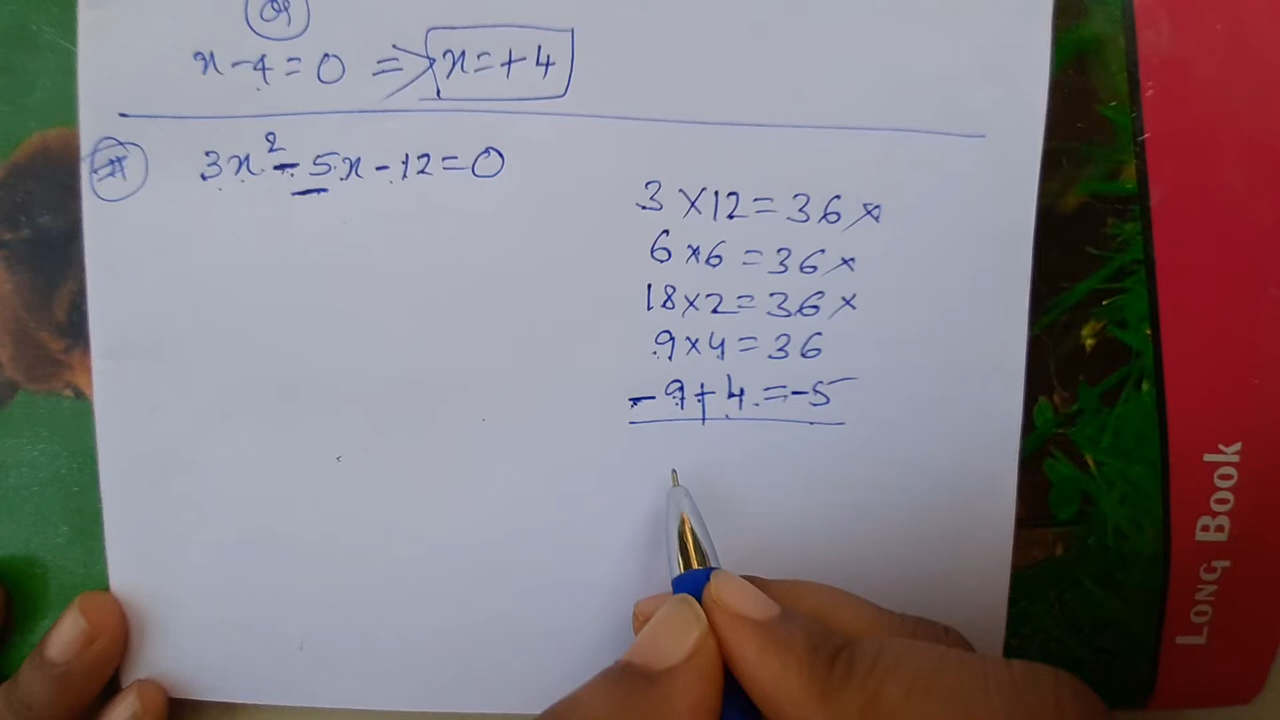 or
x-4=0 => x=+4
3x²-5x-12=0
3×12=36×
6×6=36×
18×2=36×
9×4=36
-9+4=-5
LONG BOOK